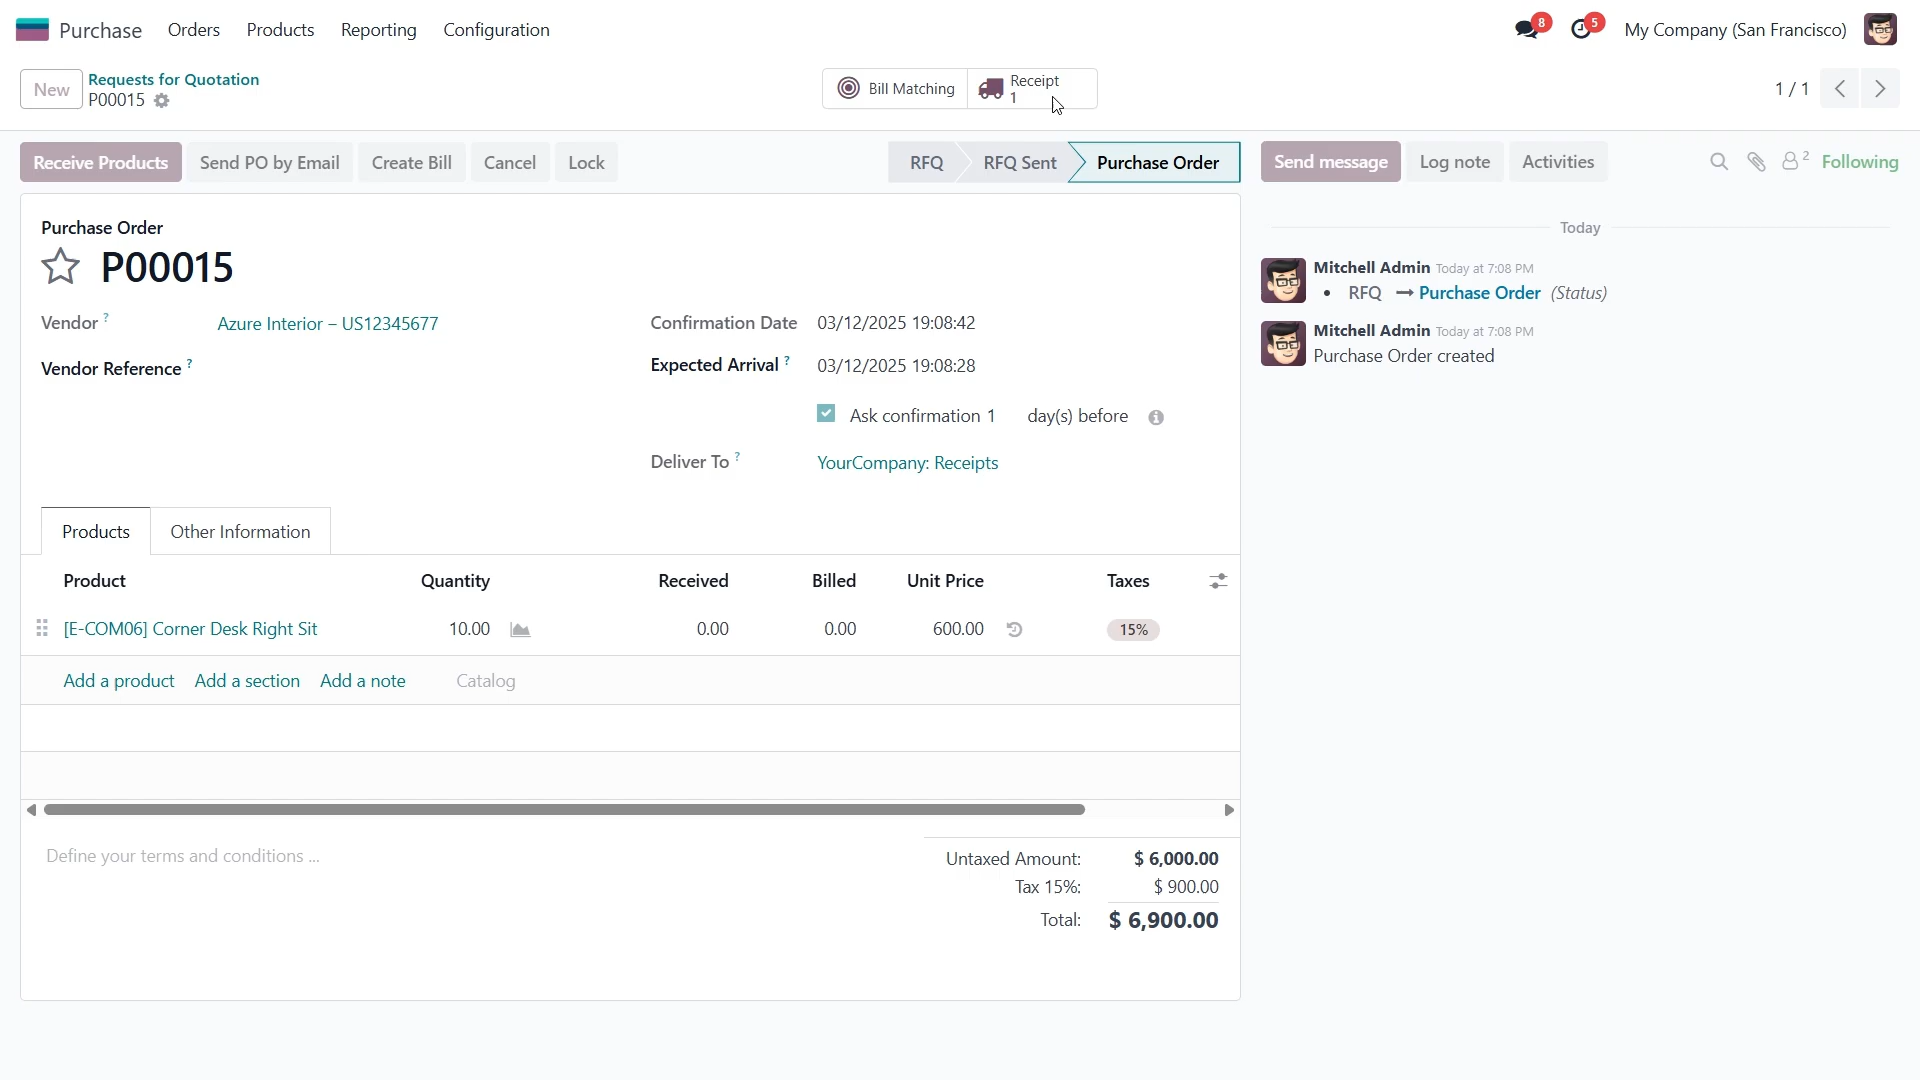 Purchase Orders Products Reporting Configuration 8 5 My Company (San Francisco)
New Requests for Quotation
P00015
Bill Matching Receipt
1
1 / 1
Receive Products Send PO by Email Create Bill Cancel Lock RFQ RFQ Sent Purchase Order
Send message Log note Activities 2 Following
Purchase Order
P00015
Vendor ? Azure Interior – US12345677
Vendor Reference ?
Confirmation Date 03/12/2025 19:08:42
Expected Arrival ? 03/12/2025 19:08:28
Ask confirmation 1 day(s) before
Deliver To ? YourCompany: Receipts
Products Other Information
Product Quantity Received Billed Unit Price Taxes
[E-COM06] Corner Desk Right Sit 10.00 0.00 0.00 600.00 15%
Add a product Add a section Add a note Catalog
Define your terms and conditions ...
Untaxed Amount: $ 6,000.00
Tax 15%: $ 900.00
Total: $ 6,900.00
Today
Mitchell Admin Today at 7:08 PM
• RFQ → Purchase Order (Status)
Mitchell Admin Today at 7:08 PM
Purchase Order created